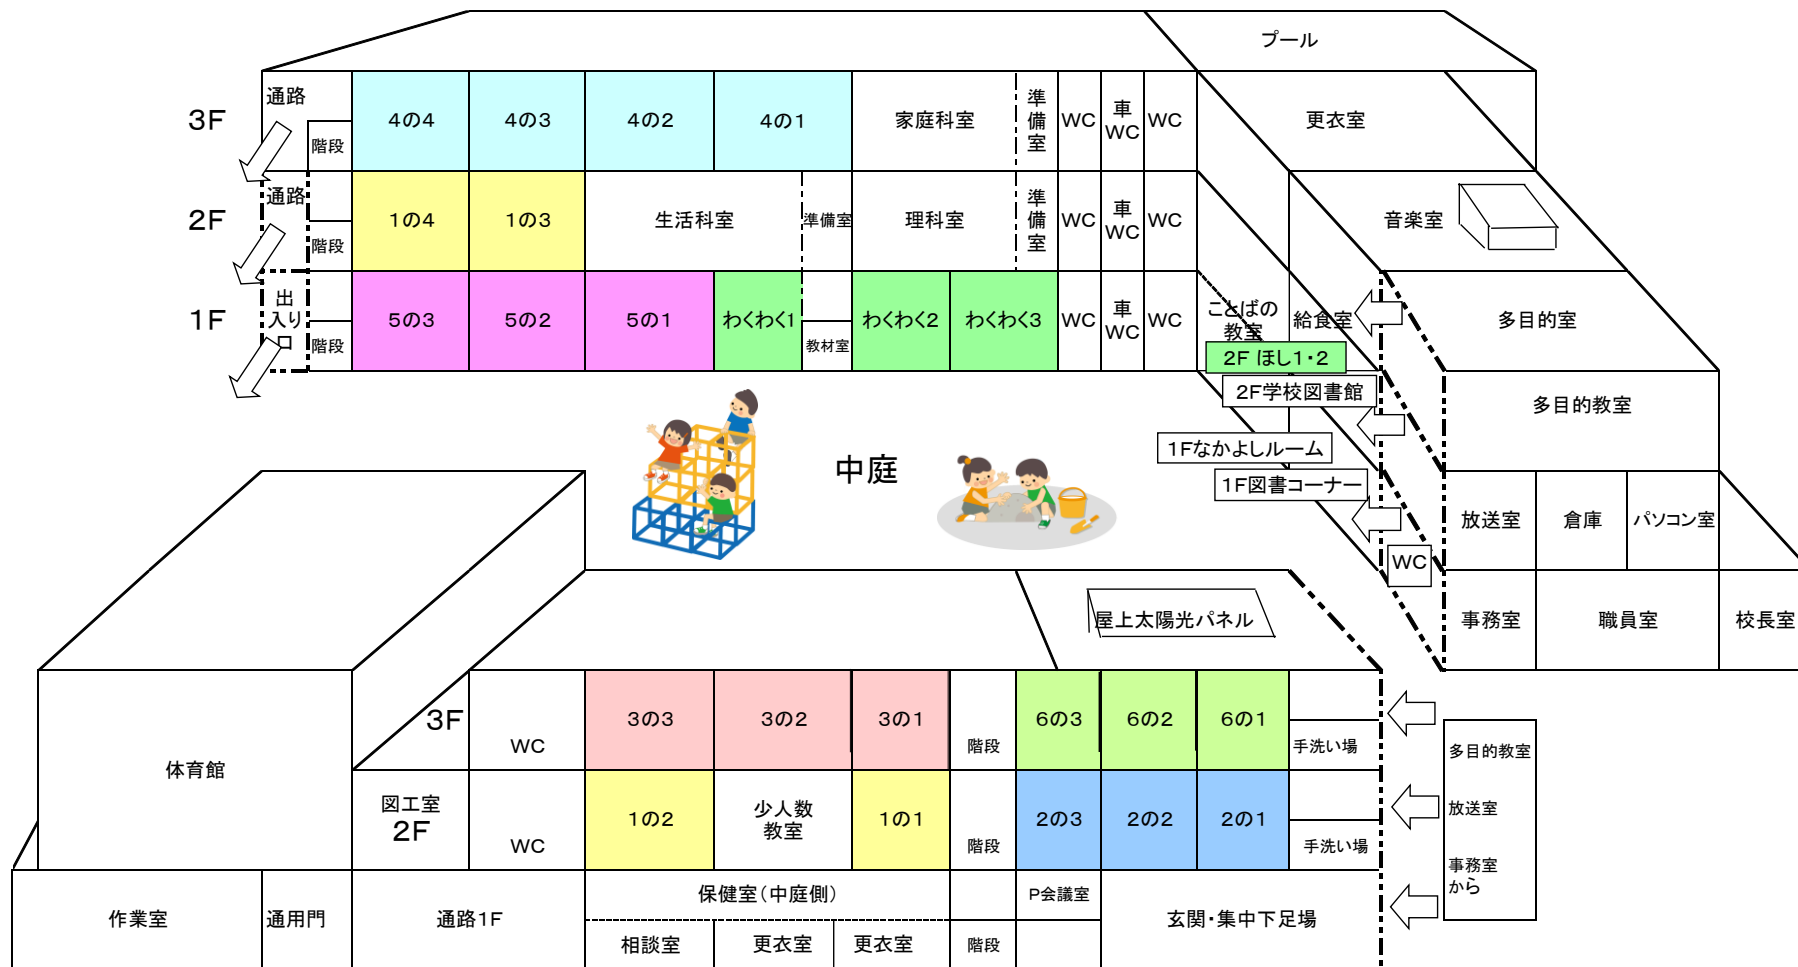 プール
3F
通路
階段
4の4
4の3
4の2
4の1
家庭科室
準備室
WC
車
WC
WC
更衣室
2F
通路
階段
1の4
1の3
生活科室
準備室
理科室
準備室
WC
車
WC
WC
音楽室
1F
出入り口
階段
5の3
5の2
5の1
わくわく1
教材室
わくわく2
わくわく3
WC
車
WC
WC
ことばの
教室
給食室
多目的室
2F ほし1・2
2F学校図書館
多目的教室
中庭
1Fなかよしルーム
1F図書コーナー
放送室
倉庫
パソコン室
WC
事務室
職員室
校長室
屋上太陽光パネル
体育館
3F
WC
3の3
3の2
3の1
階段
6の3
6の2
6の1
手洗い場
多目的教室
図工室
2F
WC
1の2
少人数
教室
1の1
階段
2の3
2の2
2の1
手洗い場
放送室
事務室
から
作業室
通用門
通路1F
保健室(中庭側)
相談室
更衣室
更衣室
階段
P会議室
玄関・集中下足場